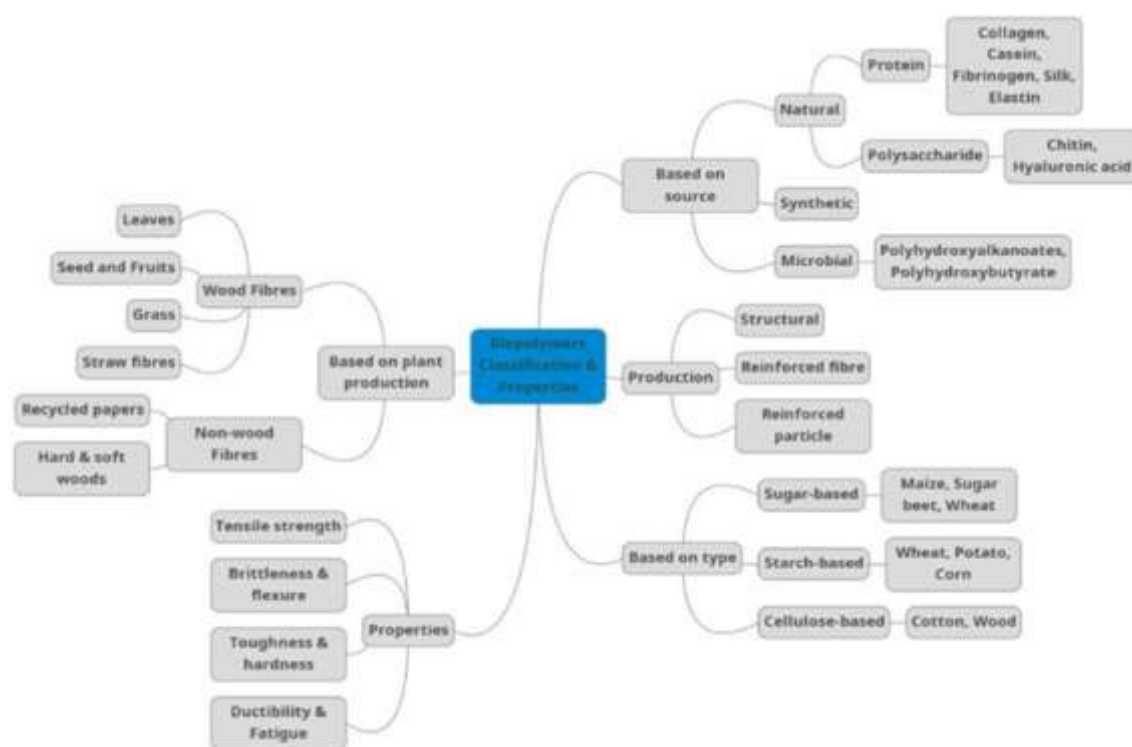 Collagen,
Casein,
Fibrinogen, Silk,
Elastin
Protein
Natural
Chitin,
Hyaluronic acid
Polysaccharide
Based on
source
Synthetic
Microbial
Polyhydroxyalkanoates,
Polyhydroxybutyrate
Leaves
Seed and Fruits
Wood Fibres
Grass
Straw fibres
Based on plant
production
Recycled papers
Non-wood
Fibres
Hard & soft
woods
Biopolymers
Classification &
Properties
Structural
Production
Reinforced fibre
Reinforced
particle
Sugar-based
Maize, Sugar
beet, Wheat
Based on type
Starch-based
Wheat, Potato,
Corn
Cellulose-based
Cotton, Wood
Tensile strength
Brittleness &
flexure
Properties
Toughness &
hardness
Ductibility &
Fatigue